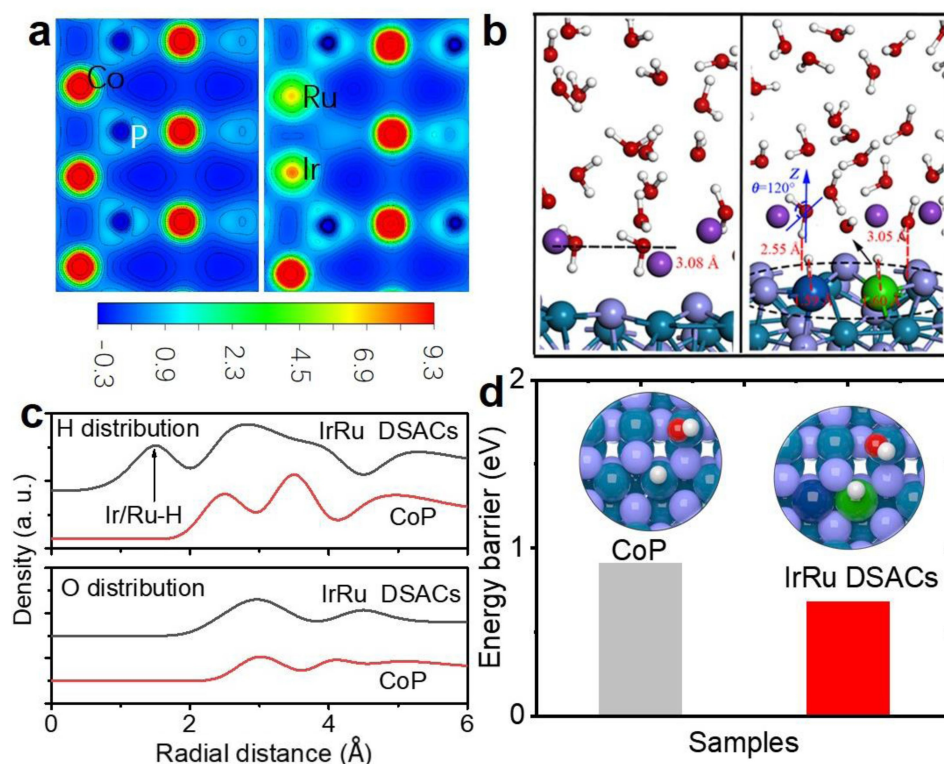 a
Co
P
Ru
Ir
-0.3
0.9
2.3
4.5
6.9
9.3
b
3.08 Å
Z
θ=120°
2.55 Å
3.05 Å
c
H distribution
IrRu DSACs
Ir/Ru-H
CoP
O distribution
IrRu DSACs
CoP
Density (a. u.)
0 2 4 6
Radial distance (Å)
d
2
1
0
Energy barrier (eV)
CoP
IrRu DSACs
Samples